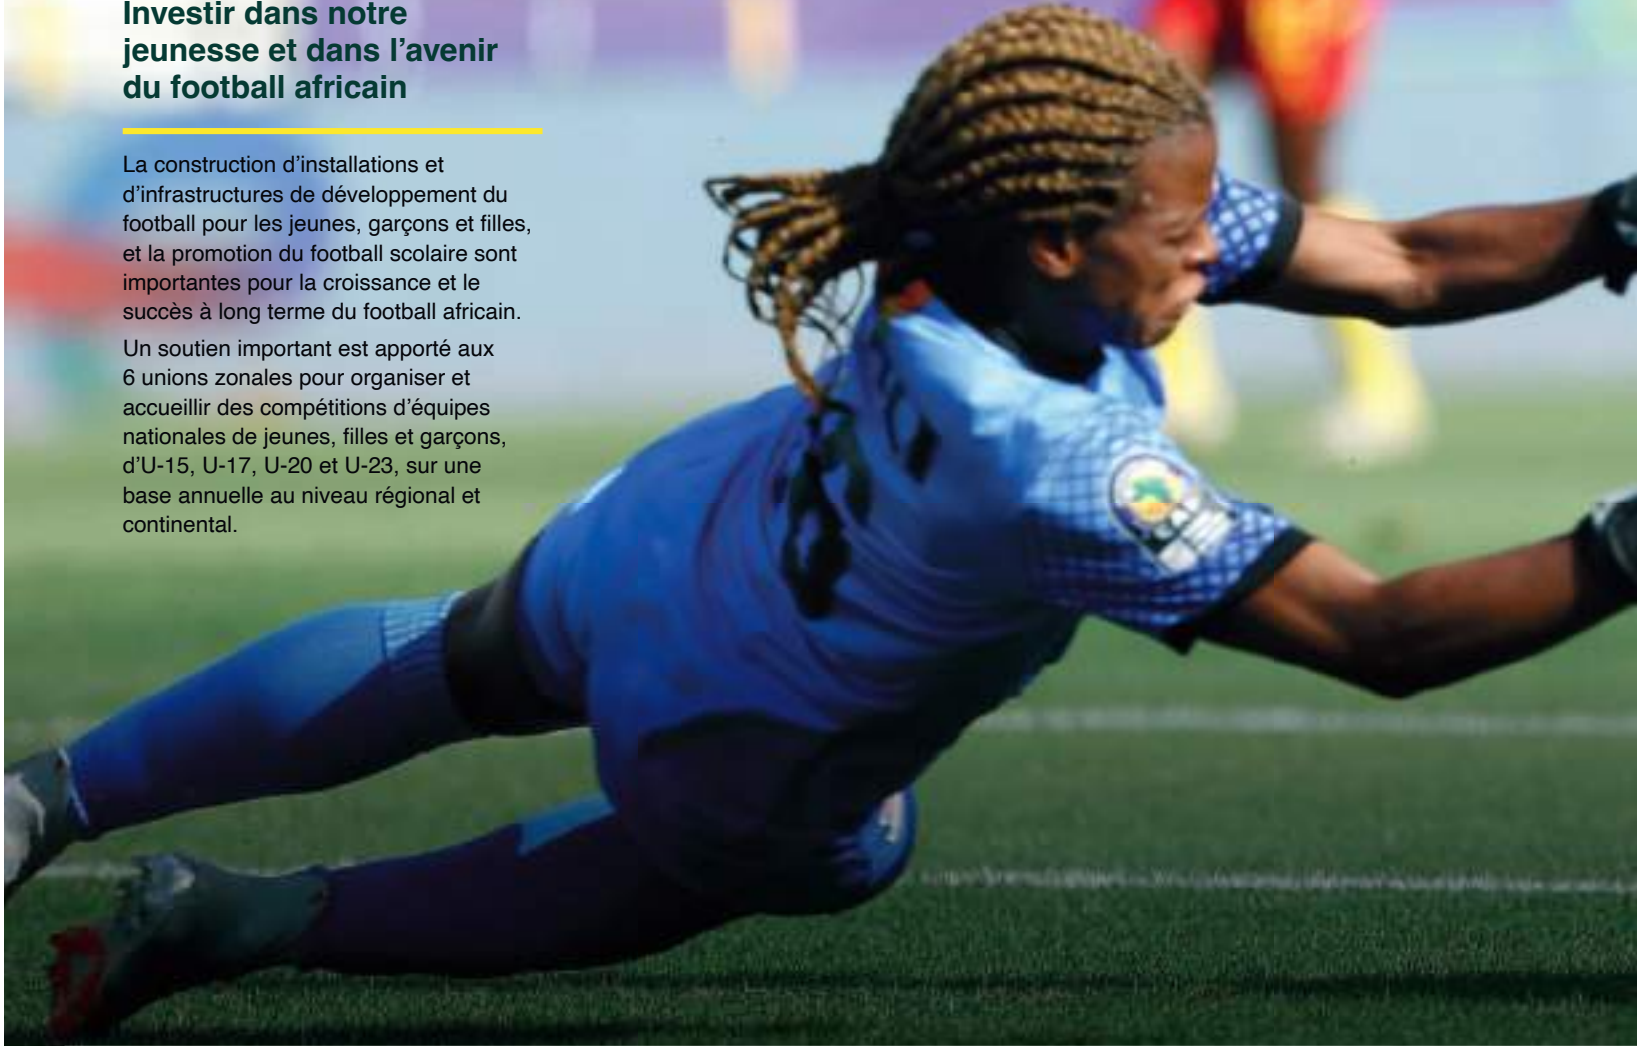 Investir dans notre
jeunesse et dans l’avenir
du football africain
La construction d’installations et
d’infrastructures de développement du
football pour les jeunes, garçons et filles,
et la promotion du football scolaire sont
importantes pour la croissance et le
succès à long terme du football africain.
Un soutien important est apporté aux
6 unions zonales pour organiser et
accueillir des compétitions d’équipes
nationales de jeunes, filles et garçons,
d’U-15, U-17, U-20 et U-23, sur une
base annuelle au niveau régional et
continental.